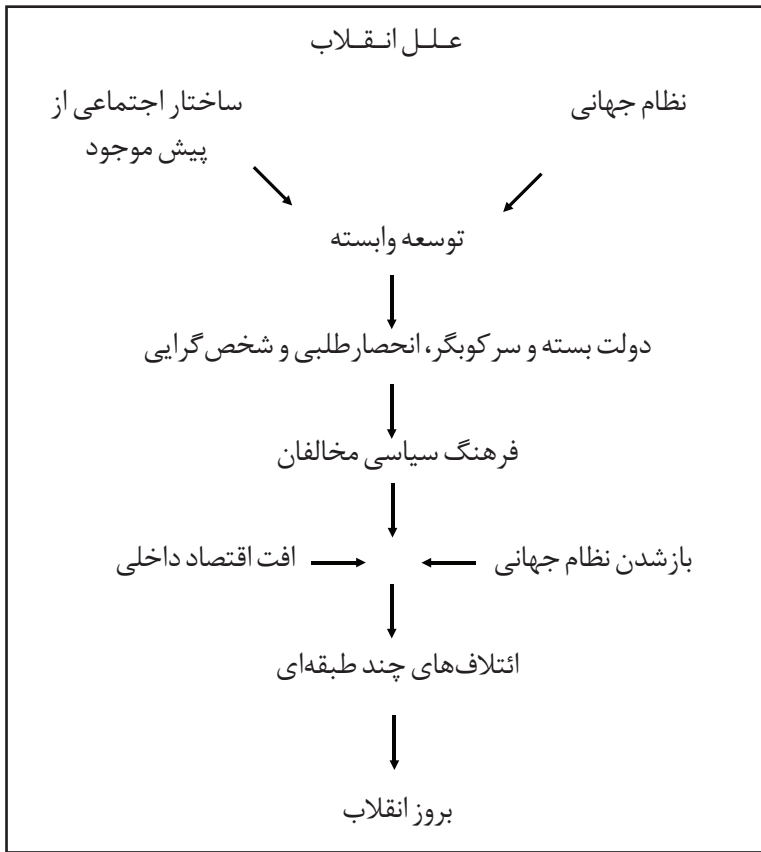 علل انقلاب
نظام جهانی
ساختار اجتماعی از
پیش موجود
توسعه وابسته
دولت بسته و سرکوبگر، انحصارطلبی و شخص‌گرایی
فرهنگ سیاسی مخالفان
بازشدن نظام جهانی
افت اقتصاد داخلی
ائتلاف‌های چند طبقه‌ای
بروز انقلاب